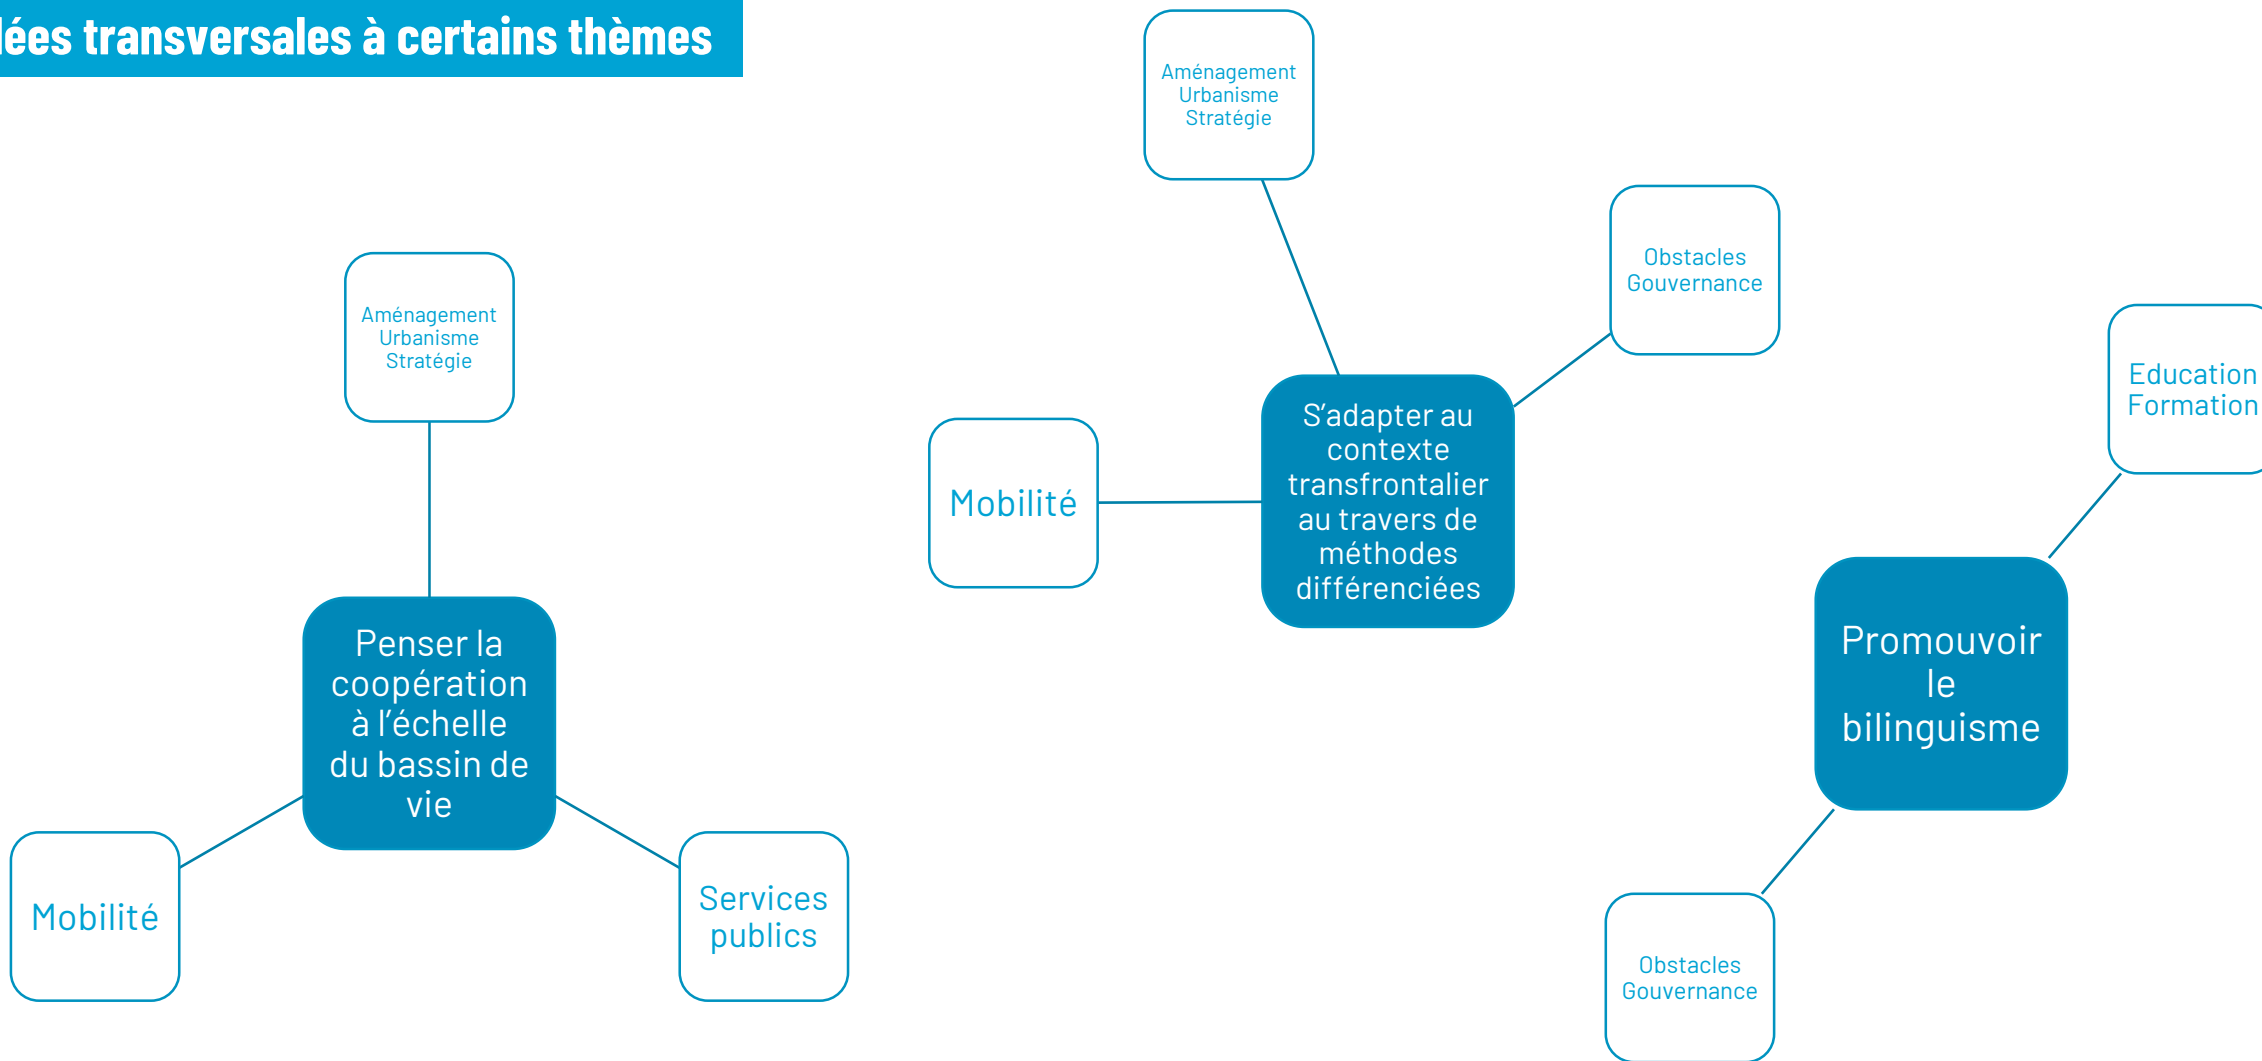 dées transversales à certains thèmes
Aménagement
Urbanisme
Stratégie
Penser la
coopération
à l’échelle
du bassin de
vie
Mobilité
Services
publics
Aménagement
Urbanisme
Stratégie
Obstacles
Gouvernance
Mobilité
S’adapter au
contexte
transfrontalier
au travers de
méthodes
différenciées
Education
Formation
Promouvoir
le
bilinguisme
Obstacles
Gouvernance